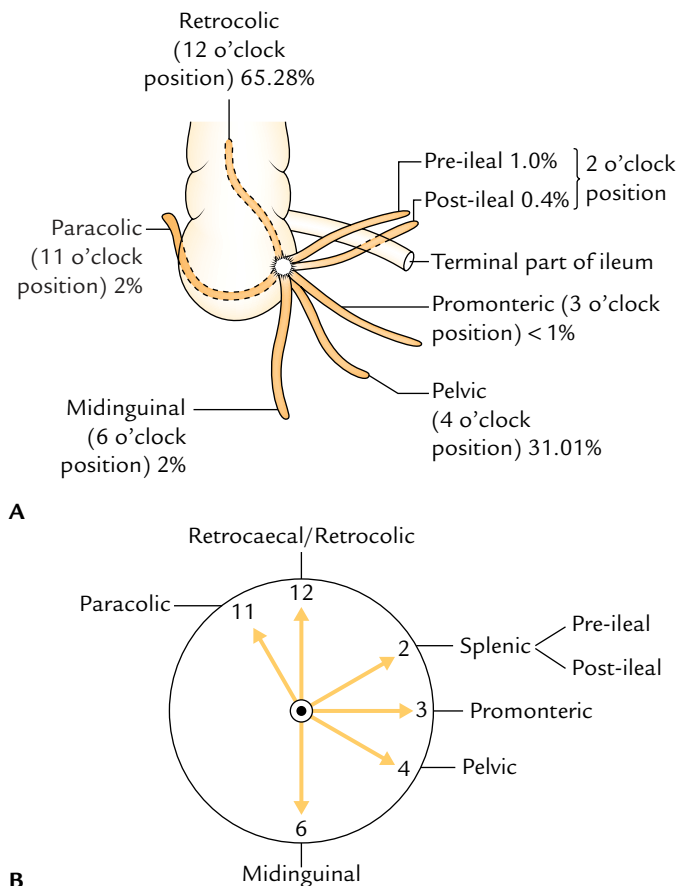 Retrocolic
(12 o'clock
position) 65.28%
Pre-ileal 1.0%
Post-ileal 0.4%
2 o'clock
position
Paracolic
(11 o'clock
position) 2%
Terminal part of ileum
Promonteric (3 o'clock
position) < 1%
Pelvic
(4 o'clock
position) 31.01%
Midinguinal
(6 o'clock
position) 2%
A
Retrocaecal/Retrocolic
Paracolic
12
11
2
Splenic
Pre-ileal
Post-ileal
3
Promonteric
4
Pelvic
6
Midinguinal
B